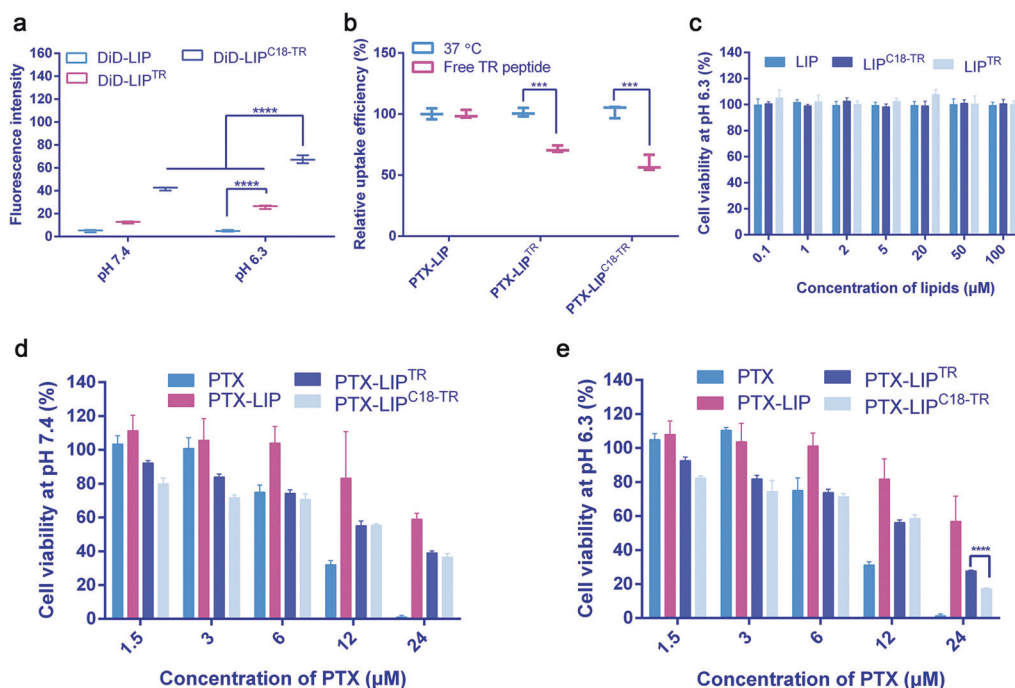 a
Fluorescence intensity
160
140
120
100
80
60
40
20
0
DiD-LIP
DiD-LIP^TR
DiD-LIP^C18-TR
****
****
pH 7.4
pH 6.3
b
Relative uptake efficiency (%)
150
100
50
0
37 °C
Free TR peptide
***
***
PTX-LIP
PTX-LIP^TR
PTX-LIP^C18-TR
c
Cell viability at pH 6.3 (%)
140
120
100
80
60
40
20
0
LIP
LIP^C18-TR
LIP^TR
0.1
1
2
5
20
50
100
Concentration of lipids (µM)
d
Cell viability at pH 7.4 (%)
140
120
100
80
60
40
20
0
PTX
PTX-LIP
PTX-LIP^TR
PTX-LIP^C18-TR
1.5
3
6
12
24
Concentration of PTX (µM)
e
Cell viability at pH 6.3 (%)
140
120
100
80
60
40
20
0
PTX
PTX-LIP
PTX-LIP^TR
PTX-LIP^C18-TR
****
1.5
3
6
12
24
Concentration of PTX (µM)